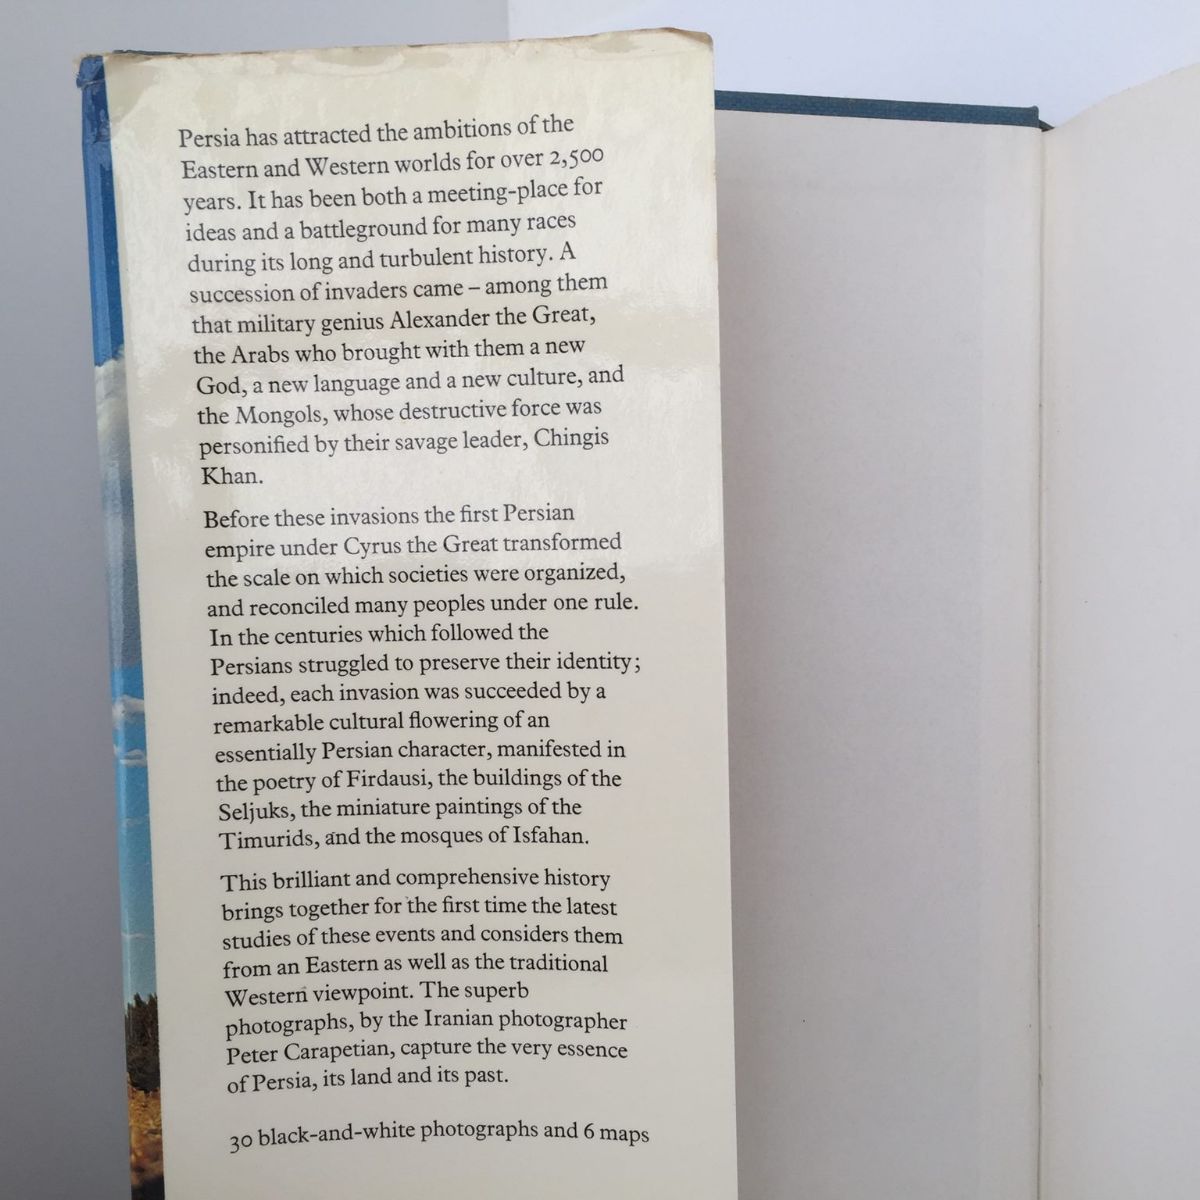 Persia has attracted the ambitions of the
Eastern and Western worlds for over 2,500
years. It has been both a meeting-place for
ideas and a battleground for many races
during its long and turbulent history. A
succession of invaders came – among them
that military genius Alexander the Great,
the Arabs who brought with them a new
God, a new language and a new culture, and
the Mongols, whose destructive force was
personified by their savage leader, Chingis
Khan.
Before these invasions the first Persian
empire under Cyrus the Great transformed
the scale on which societies were organized,
and reconciled many peoples under one rule.
In the centuries which followed the
Persians struggled to preserve their identity;
indeed, each invasion was succeeded by a
remarkable cultural flowering of an
essentially Persian character, manifested in
the poetry of Firdausi, the buildings of the
Seljuks, the miniature paintings of the
Timurids, and the mosques of Isfahan.
This brilliant and comprehensive history
brings together for the first time the latest
studies of these events and considers them
from an Eastern as well as the traditional
Western viewpoint. The superb
photographs, by the Iranian photographer
Peter Carapetian, capture the very essence
of Persia, its land and its past.
30 black-and-white photographs and 6 maps